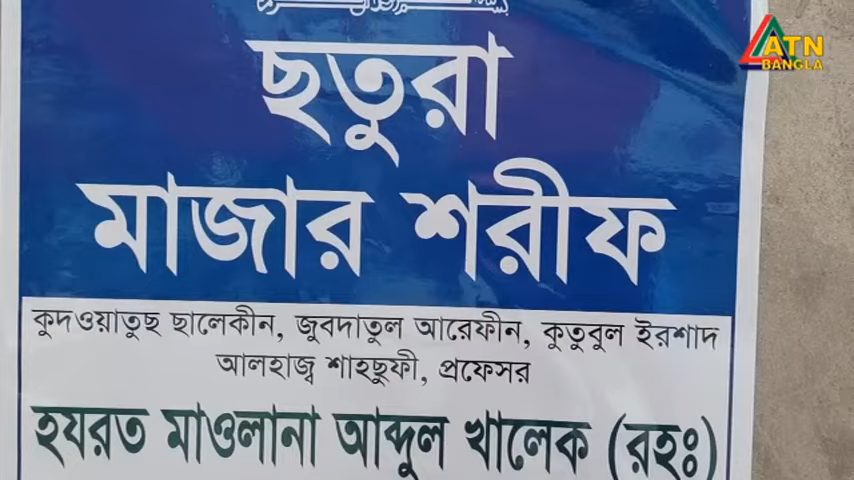 ATN
BANGLA
ছতুরা
মাজার শরীফ
কুদওয়াতুছ ছালেকীন, জুবদাতুল আরেফীন, কুতুবুল ইরশাদ
আলহাজ্ব শাহছুফী, প্রফেসর
হযরত মাওলানা আব্দুল খালেক (রহঃ)